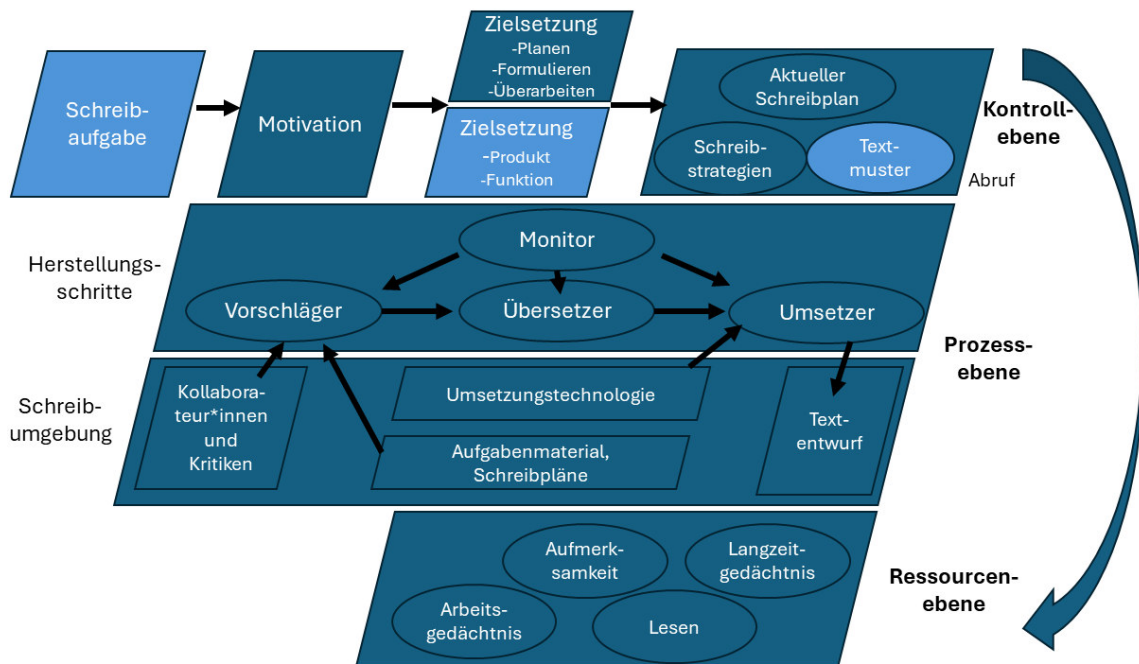 Schreib-
aufgabe
Motivation
Zielsetzung
-Planen
-Formulieren
-Überarbeiten
Zielsetzung
-Produkt
-Funktion
Aktueller
Schreibplan
Schreib-
strategien
Text-
muster
Kontroll-
ebene
Abruf
Herstellungs-
schritte
Monitor
Vorschläger
Übersetzer
Umsetzer
Prozess-
ebene
Schreib-
umgebung
Kollabora-
teur*innen
und
Kritiken
Umsetzungstechnologie
Aufgabenmaterial,
Schreibpläne
Text-
entwurf
Aufmerk-
samkeit
Langzeit-
gedächtnis
Arbeits-
gedächtnis
Lesen
Ressourcen-
ebene